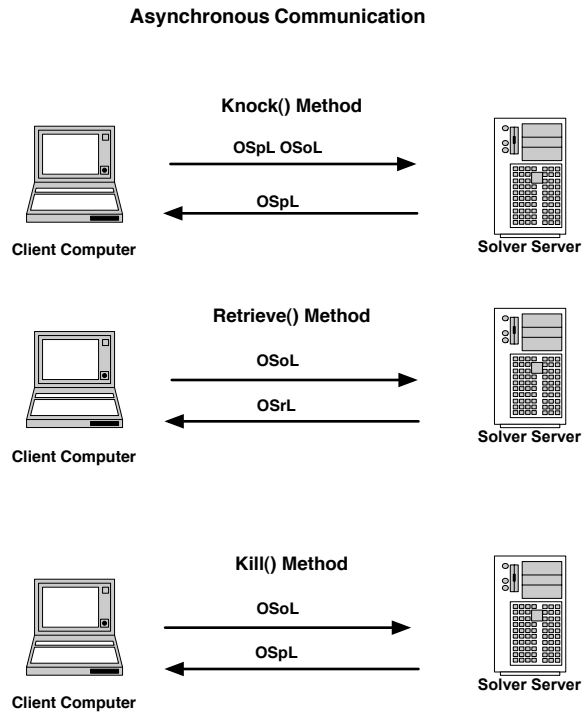 Asynchronous Communication
Knock() Method
OSpL OSoL
OSpL
Client Computer
Solver Server
Retrieve() Method
OSoL
OSrL
Client Computer
Solver Server
Kill() Method
OSoL
OSpL
Client Computer
Solver Server